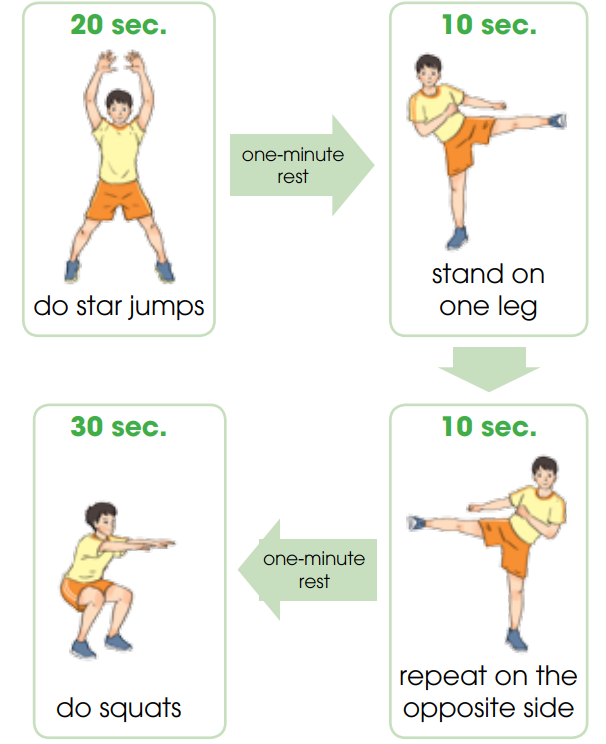 20 sec.
do star jumps
one-minute
rest
10 sec.
stand on
one leg
10 sec.
repeat on the
opposite side
one-minute
rest
30 sec.
do squats